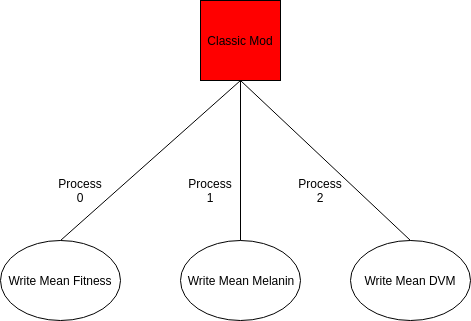 Classic Mod
Process
0
Process
1
Process
2
Write Mean Fitness
Write Mean Melanin
Write Mean DVM